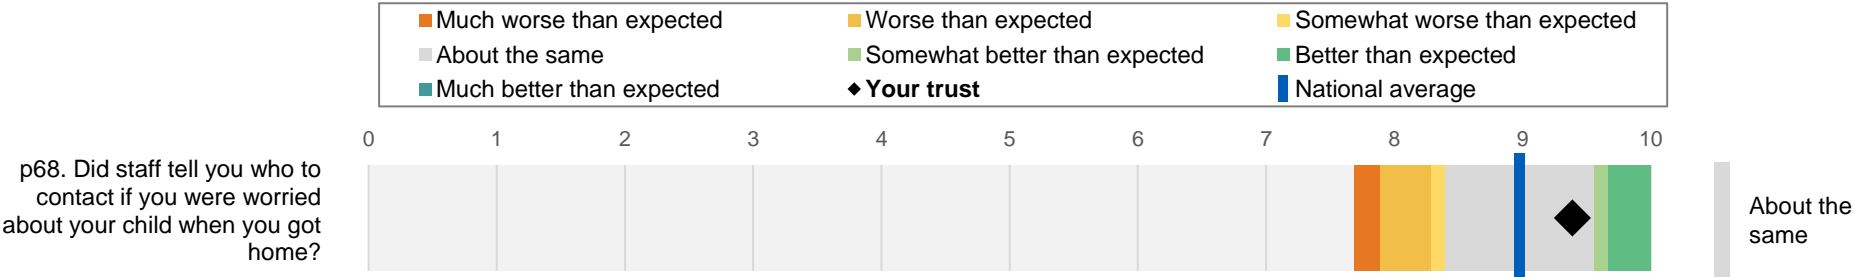 Much worse than expected
Worse than expected
Somewhat worse than expected
About the same
Somewhat better than expected
Better than expected
Much better than expected
Your trust
National average
0 1 2 3 4 5 6 7 8 9 10
p68. Did staff tell you who to
contact if you were worried
about your child when you got
home?
About the
same